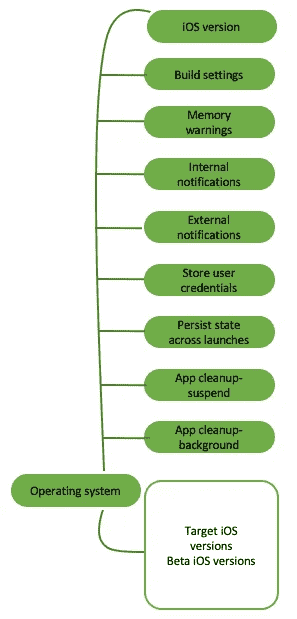 iOS version
Build settings
Memory
warnings
Internal
notifications
External
notifications
Store user
credentials
Persist state
across launches
App cleanup-
suspend
App cleanup-
background
Operating system
Target iOS
versions
Beta iOS versions